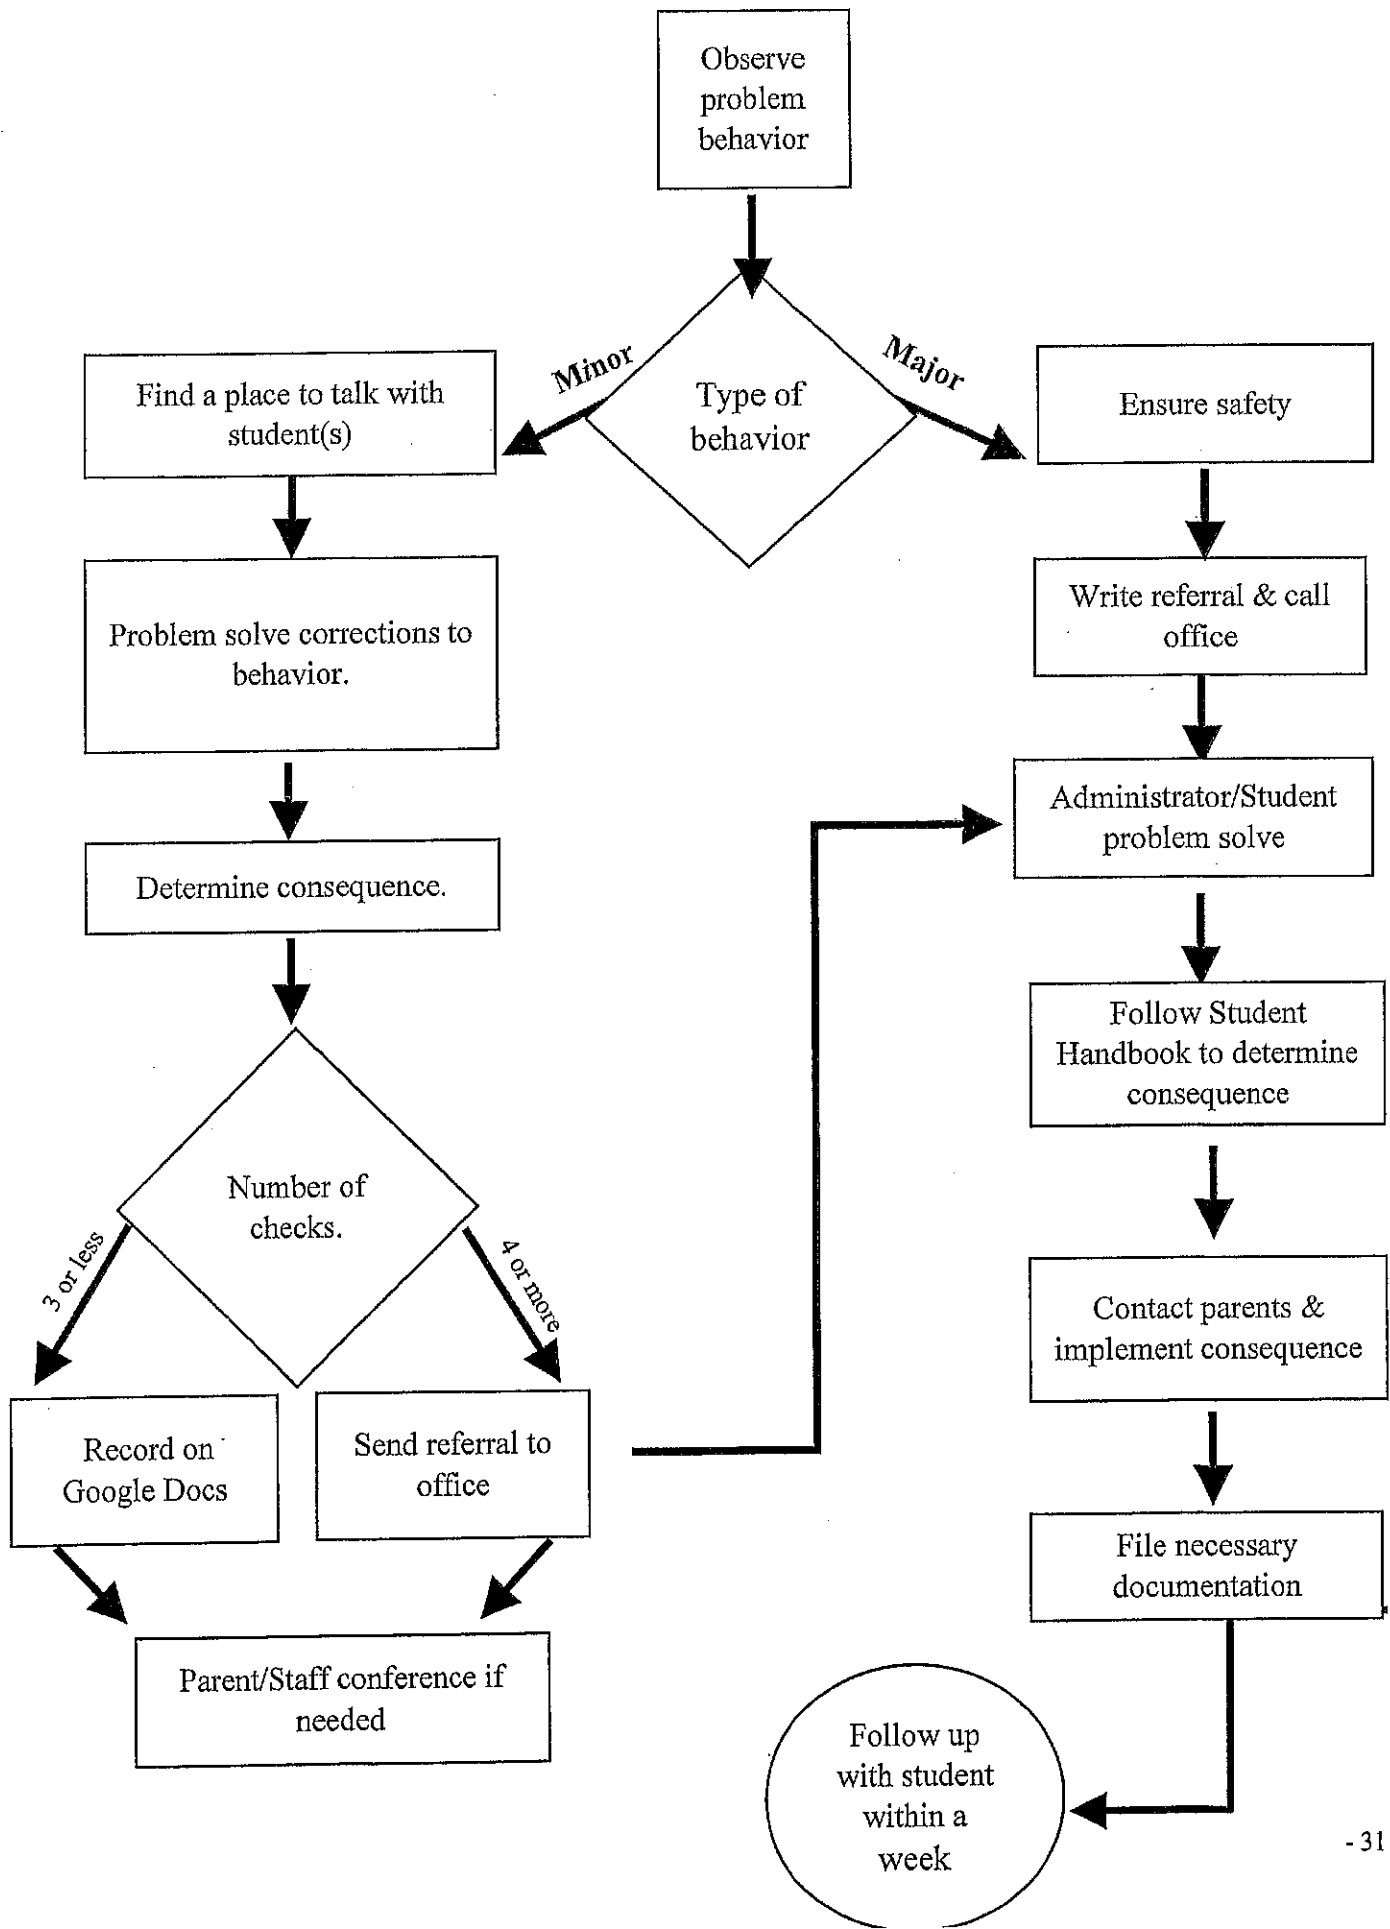 Observe
problem
behavior
Minor
Major
Type of
behavior
Find a place to talk with
student(s)
Ensure safety
Problem solve corrections to
behavior.
Write referral & call
office
Administrator/Student
problem solve
Determine consequence.
Follow Student
Handbook to determine
consequence
Number of
checks.
3 or less
4 or more
Contact parents &
implement consequence
Record on
Google Docs
Send referral to
office
File necessary
documentation
Parent/Staff conference if
needed
Follow up
with student
within a
week
- 31